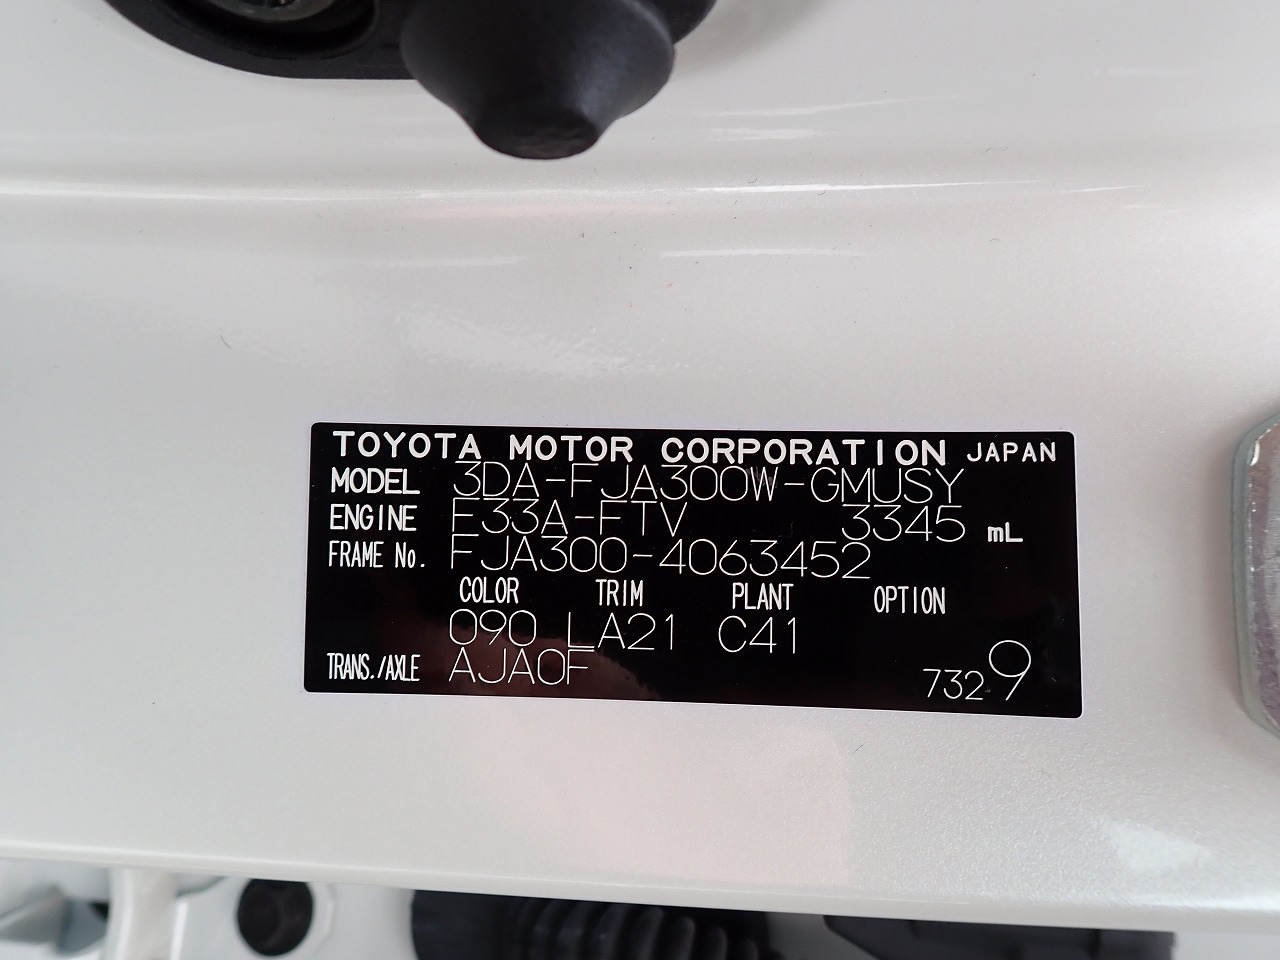 TOYOTA MOTOR CORPORATION JAPAN
MODEL 3DA-FJA300W-GMUSY
ENGINE F33A-FTV 3345 mL
FRAME No. FJA300-4063452
COLOR TRIM PLANT OPTION
090 LA21 C41
TRANS./AXLE AJA0F 7329